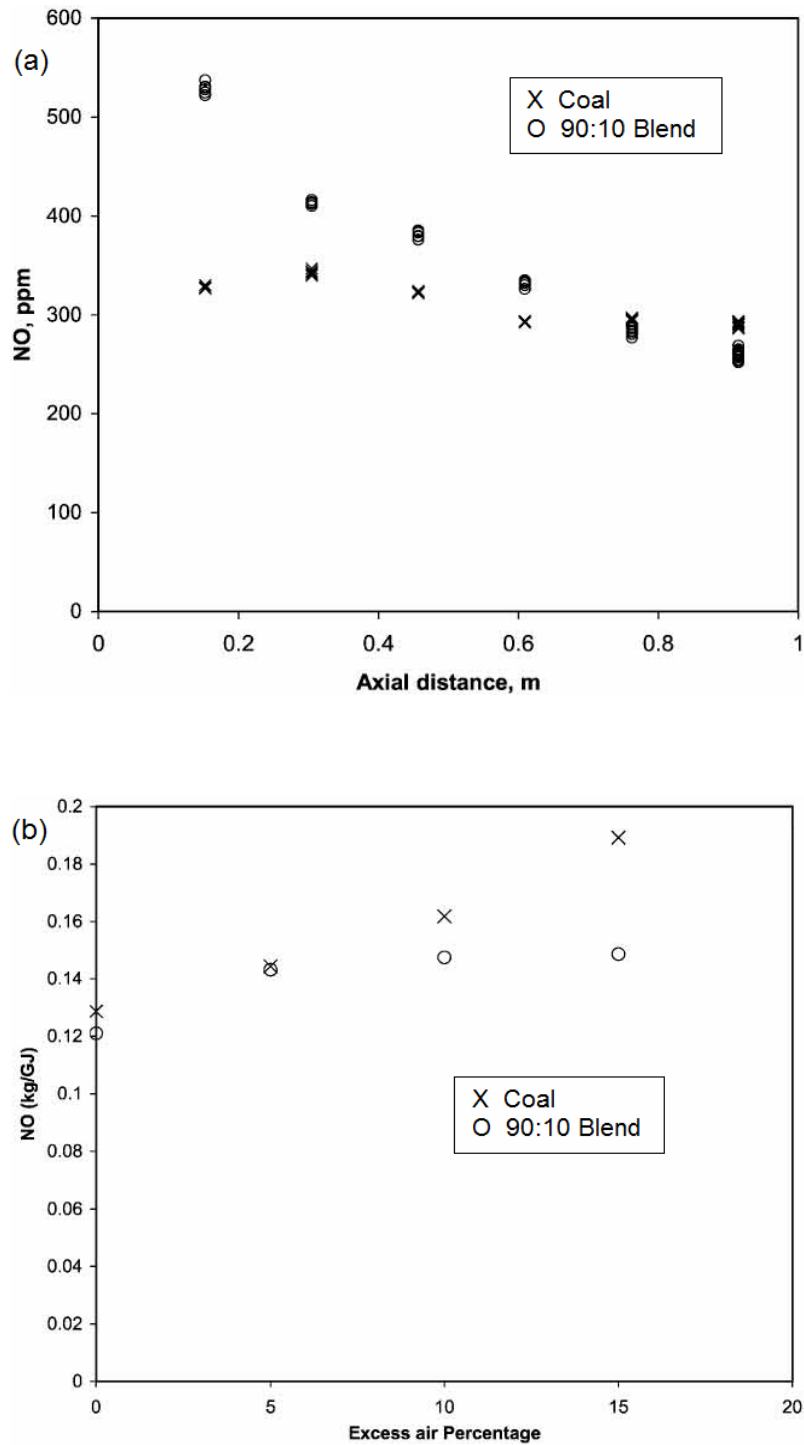 (a)
600
500
400
300
200
100
0
NO, ppm
X Coal
O 90:10 Blend
0 0.2 0.4 0.6 0.8 1
Axial distance, m
(b)
0.2
0.18
0.16
0.14
0.12
0.1
0.08
0.06
0.04
0.02
0
NO (kg/GJ)
X Coal
O 90:10 Blend
0 5 10 15 20
Excess air Percentage